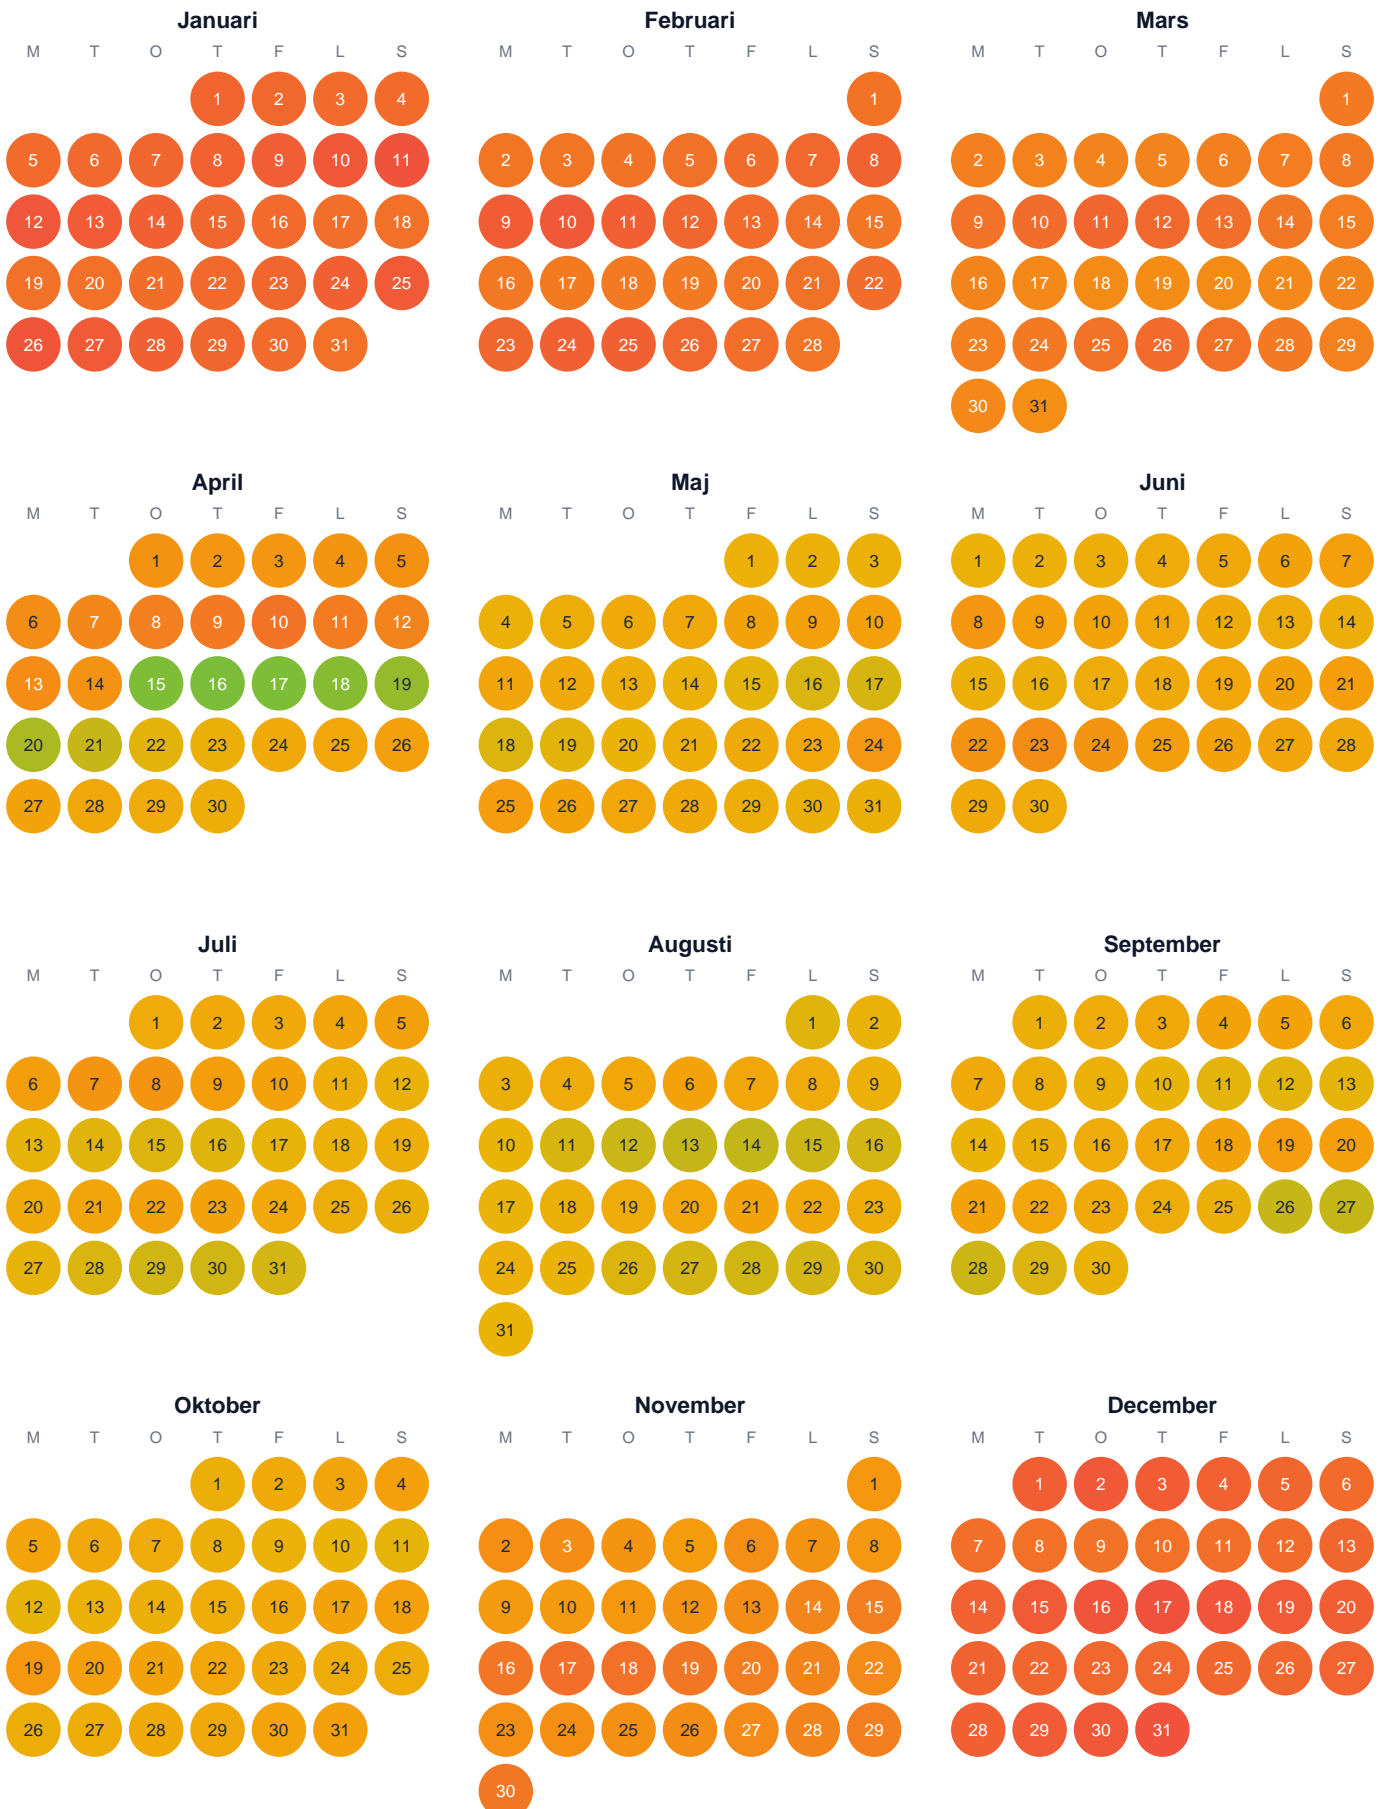 Januari Februari Mars
M T O T F L S M T O T F L S M T O T F L S
1 2 3 4 1 1
5 6 7 8 9 10 11 2 3 4 5 6 7 8 2 3 4 5 6 7 8
12 13 14 15 16 17 18 9 10 11 12 13 14 15 9 10 11 12 13 14 15
19 20 21 22 23 24 25 16 17 18 19 20 21 22 16 17 18 19 20 21 22
26 27 28 29 30 31 23 24 25 26 27 28 23 24 25 26 27 28 29
30 31
April Maj Juni
M T O T F L S M T O T F L S M T O T F L S
1 2 3 4 5 1 2 3 1 2 3 4 5 6 7
6 7 8 9 10 11 12 4 5 6 7 8 9 10 8 9 10 11 12 13 14
13 14 15 16 17 18 19 11 12 13 14 15 16 17 15 16 17 18 19 20 21
20 21 22 23 24 25 26 18 19 20 21 22 23 24 22 23 24 25 26 27 28
27 28 29 30 25 26 27 28 29 30 31 29 30
Juli Augusti September
M T O T F L S M T O T F L S M T O T F L S
1 2 3 4 5 1 2 1 2 3 4 5 6
6 7 8 9 10 11 12 3 4 5 6 7 8 9 7 8 9 10 11 12 13
13 14 15 16 17 18 19 10 11 12 13 14 15 16 14 15 16 17 18 19 20
20 21 22 23 24 25 26 17 18 19 20 21 22 23 21 22 23 24 25 26 27
27 28 29 30 31 24 25 26 27 28 29 30 28 29 30
31
Oktober November December
M T O T F L S M T O T F L S M T O T F L S
1 2 3 4 1 1 2 3 4 5 6
5 6 7 8 9 10 11 2 3 4 5 6 7 8 7 8 9 10 11 12 13
12 13 14 15 16 17 18 9 10 11 12 13 14 15 14 15 16 17 18 19 20
19 20 21 22 23 24 25 16 17 18 19 20 21 22 21 22 23 24 25 26 27
26 27 28 29 30 31 23 24 25 26 27 28 29 28 29 30 31
30